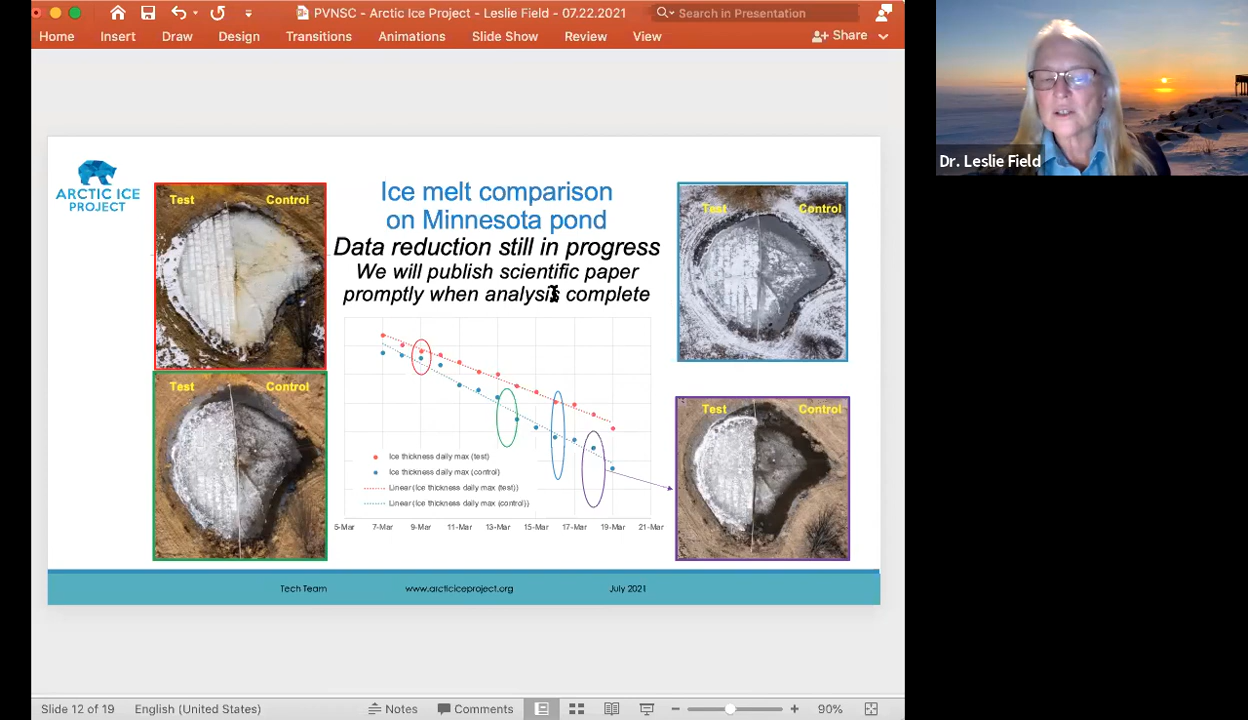 PVNSC - Arctic Ice Project - Leslie Field - 07.22.2021
Search in Presentation
Home Insert Draw Design Transitions Animations Slide Show Review View
Share
Dr. Leslie Field
ARCTIC ICE
PROJECT
Test Control
Ice melt comparison
on Minnesota pond
Data reduction still in progress
We will publish scientific paper
promptly when analysis complete
Test Control
Test Control
Test Control
Ice thickness daily max (test)
Ice thickness daily max (control)
Linear (Ice thickness daily max (test))
Linear (Ice thickness daily max (control))
5-Mar 7-Mar 9-Mar 11-Mar 13-Mar 15-Mar 17-Mar 19-Mar 21-Mar
Tech Team www.arcticiceproject.org July 2021
Slide 12 of 19 English (United States) Notes Comments 90%